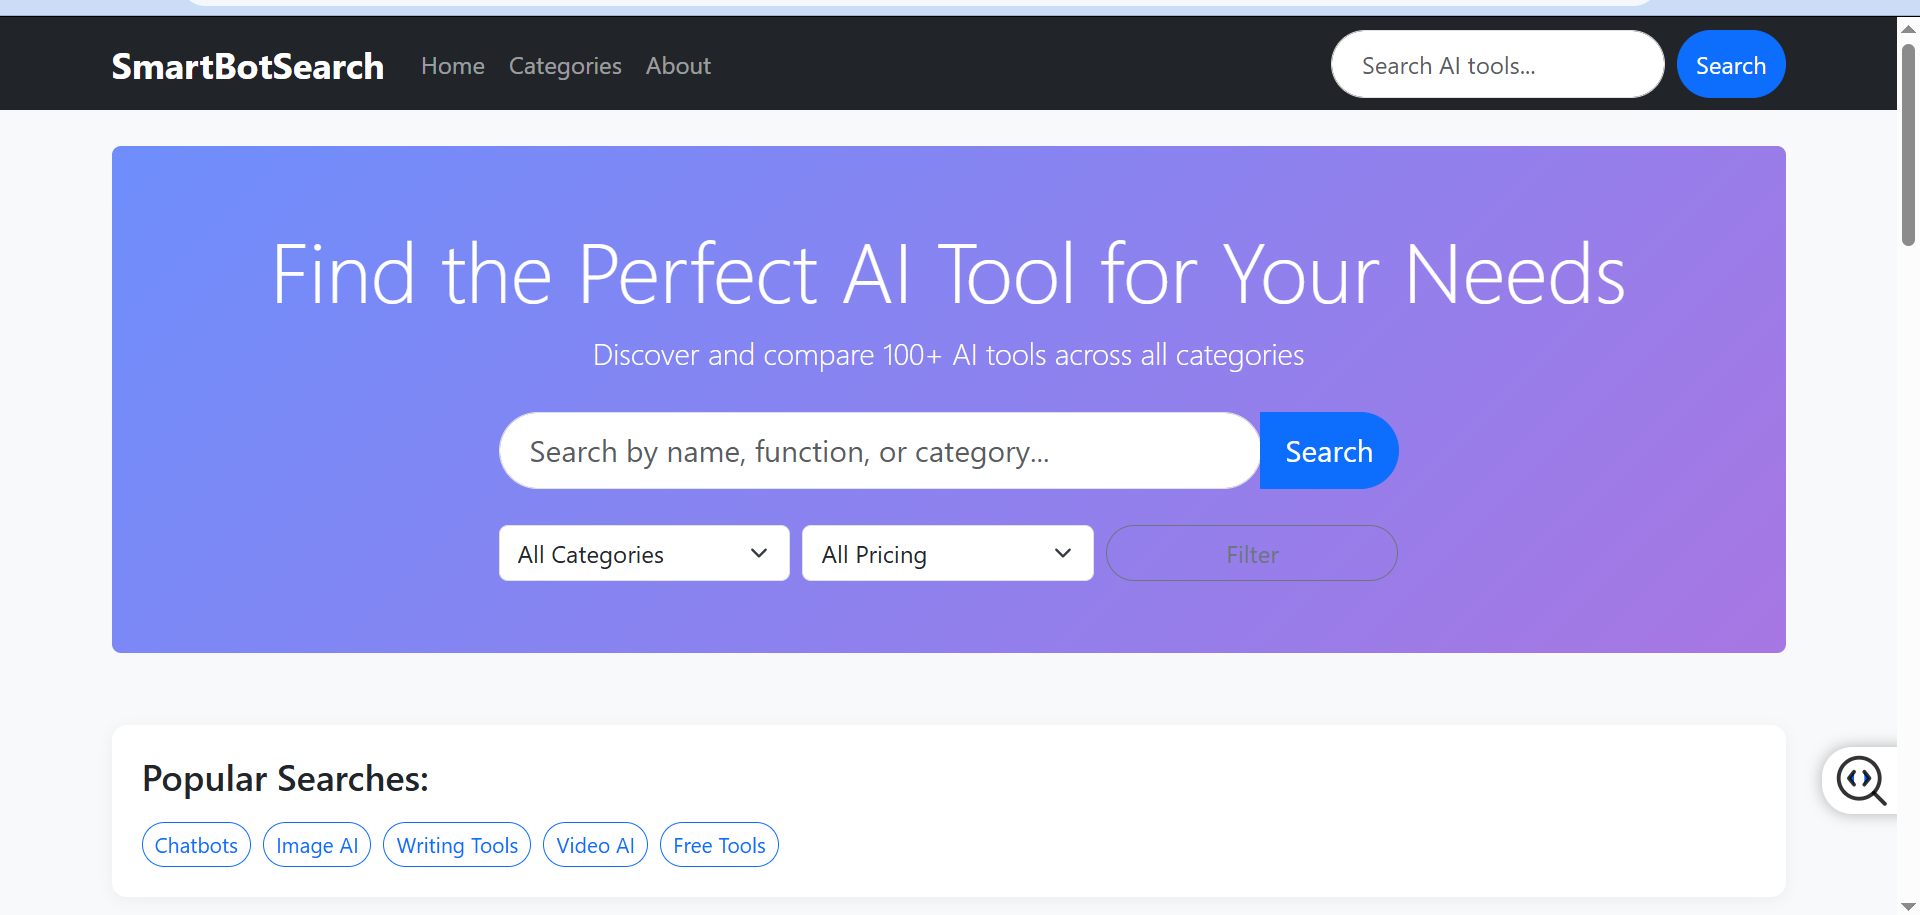 SmartBotSearch Home Categories About Search AI tools... Search
Find the Perfect AI Tool for Your Needs
Discover and compare 100+ AI tools across all categories
Search by name, function, or category... Search
All Categories All Pricing Filter
Popular Searches:
Chatbots Image AI Writing Tools Video AI Free Tools